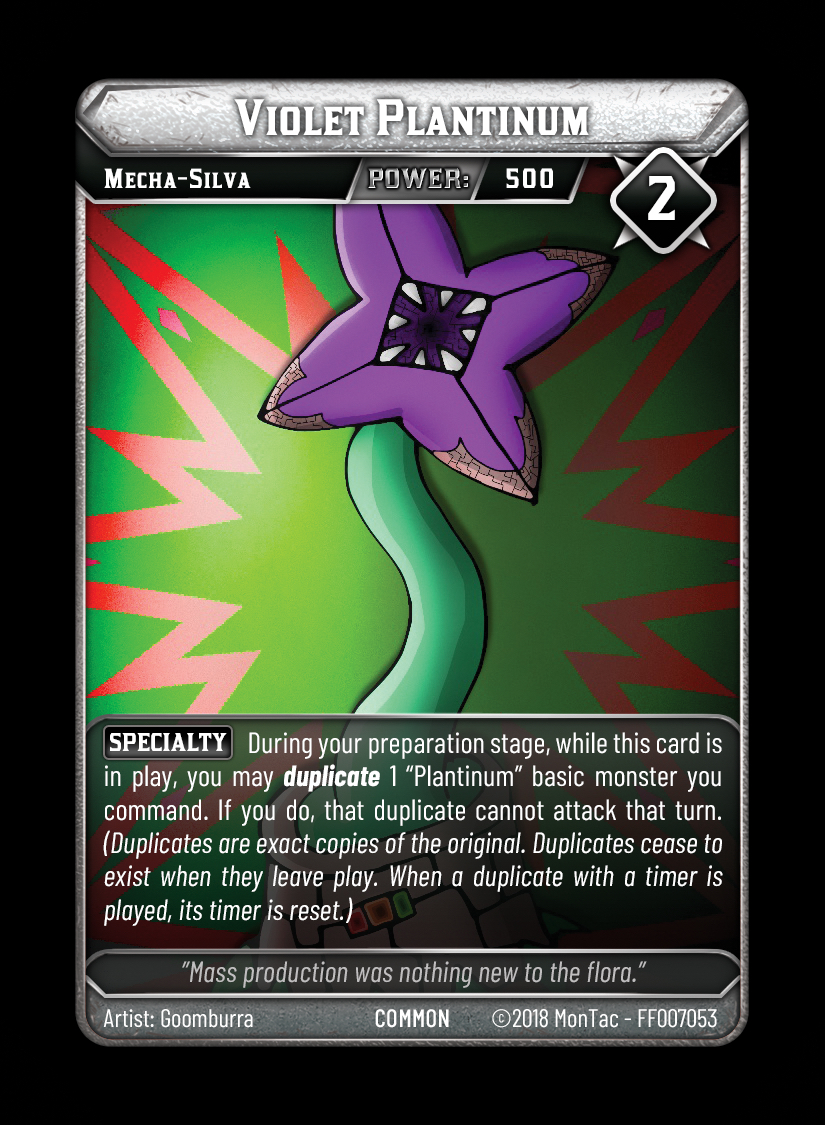 Violet Plantinum
Mecha-Silva POWER: 500 2
SPECIALTY During your preparation stage, while this card is
in play, you may duplicate 1 "Plantinum" basic monster you
command. If you do, that duplicate cannot attack that turn.
(Duplicates are exact copies of the original. Duplicates cease to
exist when they leave play. When a duplicate with a timer is
played, its timer is reset.)
"Mass production was nothing new to the flora."
Artist: Goomburra COMMON ©2018 MonTac - FF007053